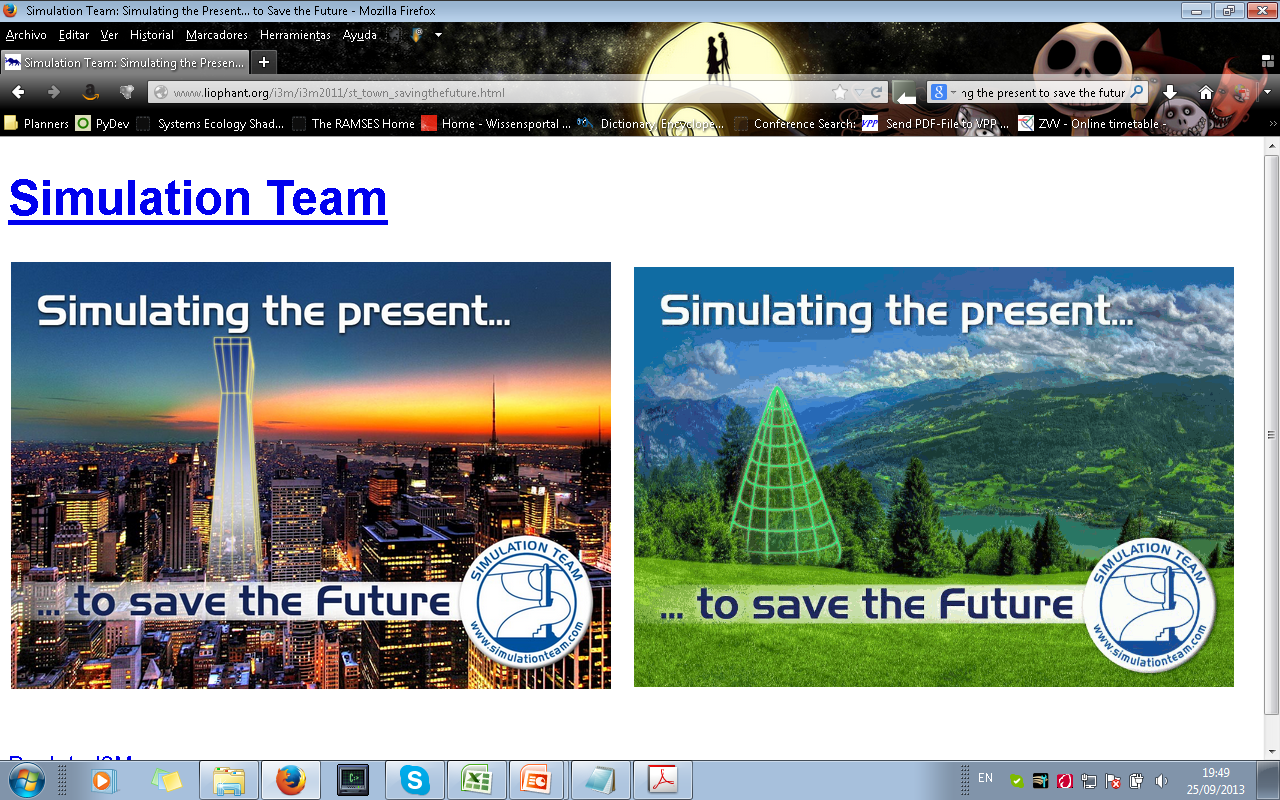 Simulation Team: Simulating the Present... to Save the Future - Mozilla Firefox
Archivo Editar Ver Historial Marcadores Herramientas Ayuda
Simulation Team: Simulating the Presen...
www.liophant.org/i3m/i3m2011/st_town_savingthefuture.html
ng the present to save the futur
Planners PyDev Systems Ecology Shad... The RAMSES Home Home - Wissensportal ... Dictionary, Encyclope... Conference Search: VPP Send PDF-File to VPP ... ZVV - Online timetable -
Simulation Team
Simulating the present...
... to save the Future
SIMULATION TEAM
www.simulationteam.com
Simulating the present...
... to save the Future
SIMULATION TEAM
www.simulationteam.com
EN
19:49
25/09/2013